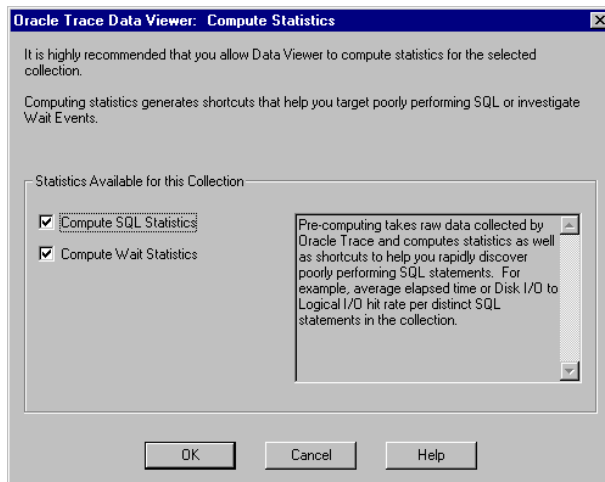 Oracle Trace Data Viewer:  Compute Statistics
It is highly recommended that you allow Data Viewer to compute statistics for the selected
collection.
Computing statistics generates shortcuts that help you target poorly performing SQL or investigate
Wait Events.
Statistics Available for this Collection
Compute SQL Statistics
Compute Wait Statistics
Pre-computing takes raw data collected by
Oracle Trace and computes statistics as well
as shortcuts to help you rapidly discover
poorly performing SQL statements.  For
example, average elapsed time or Disk I/O to
Logical I/O hit rate per distinct SQL
statements in the collection.
OK
Cancel
Help